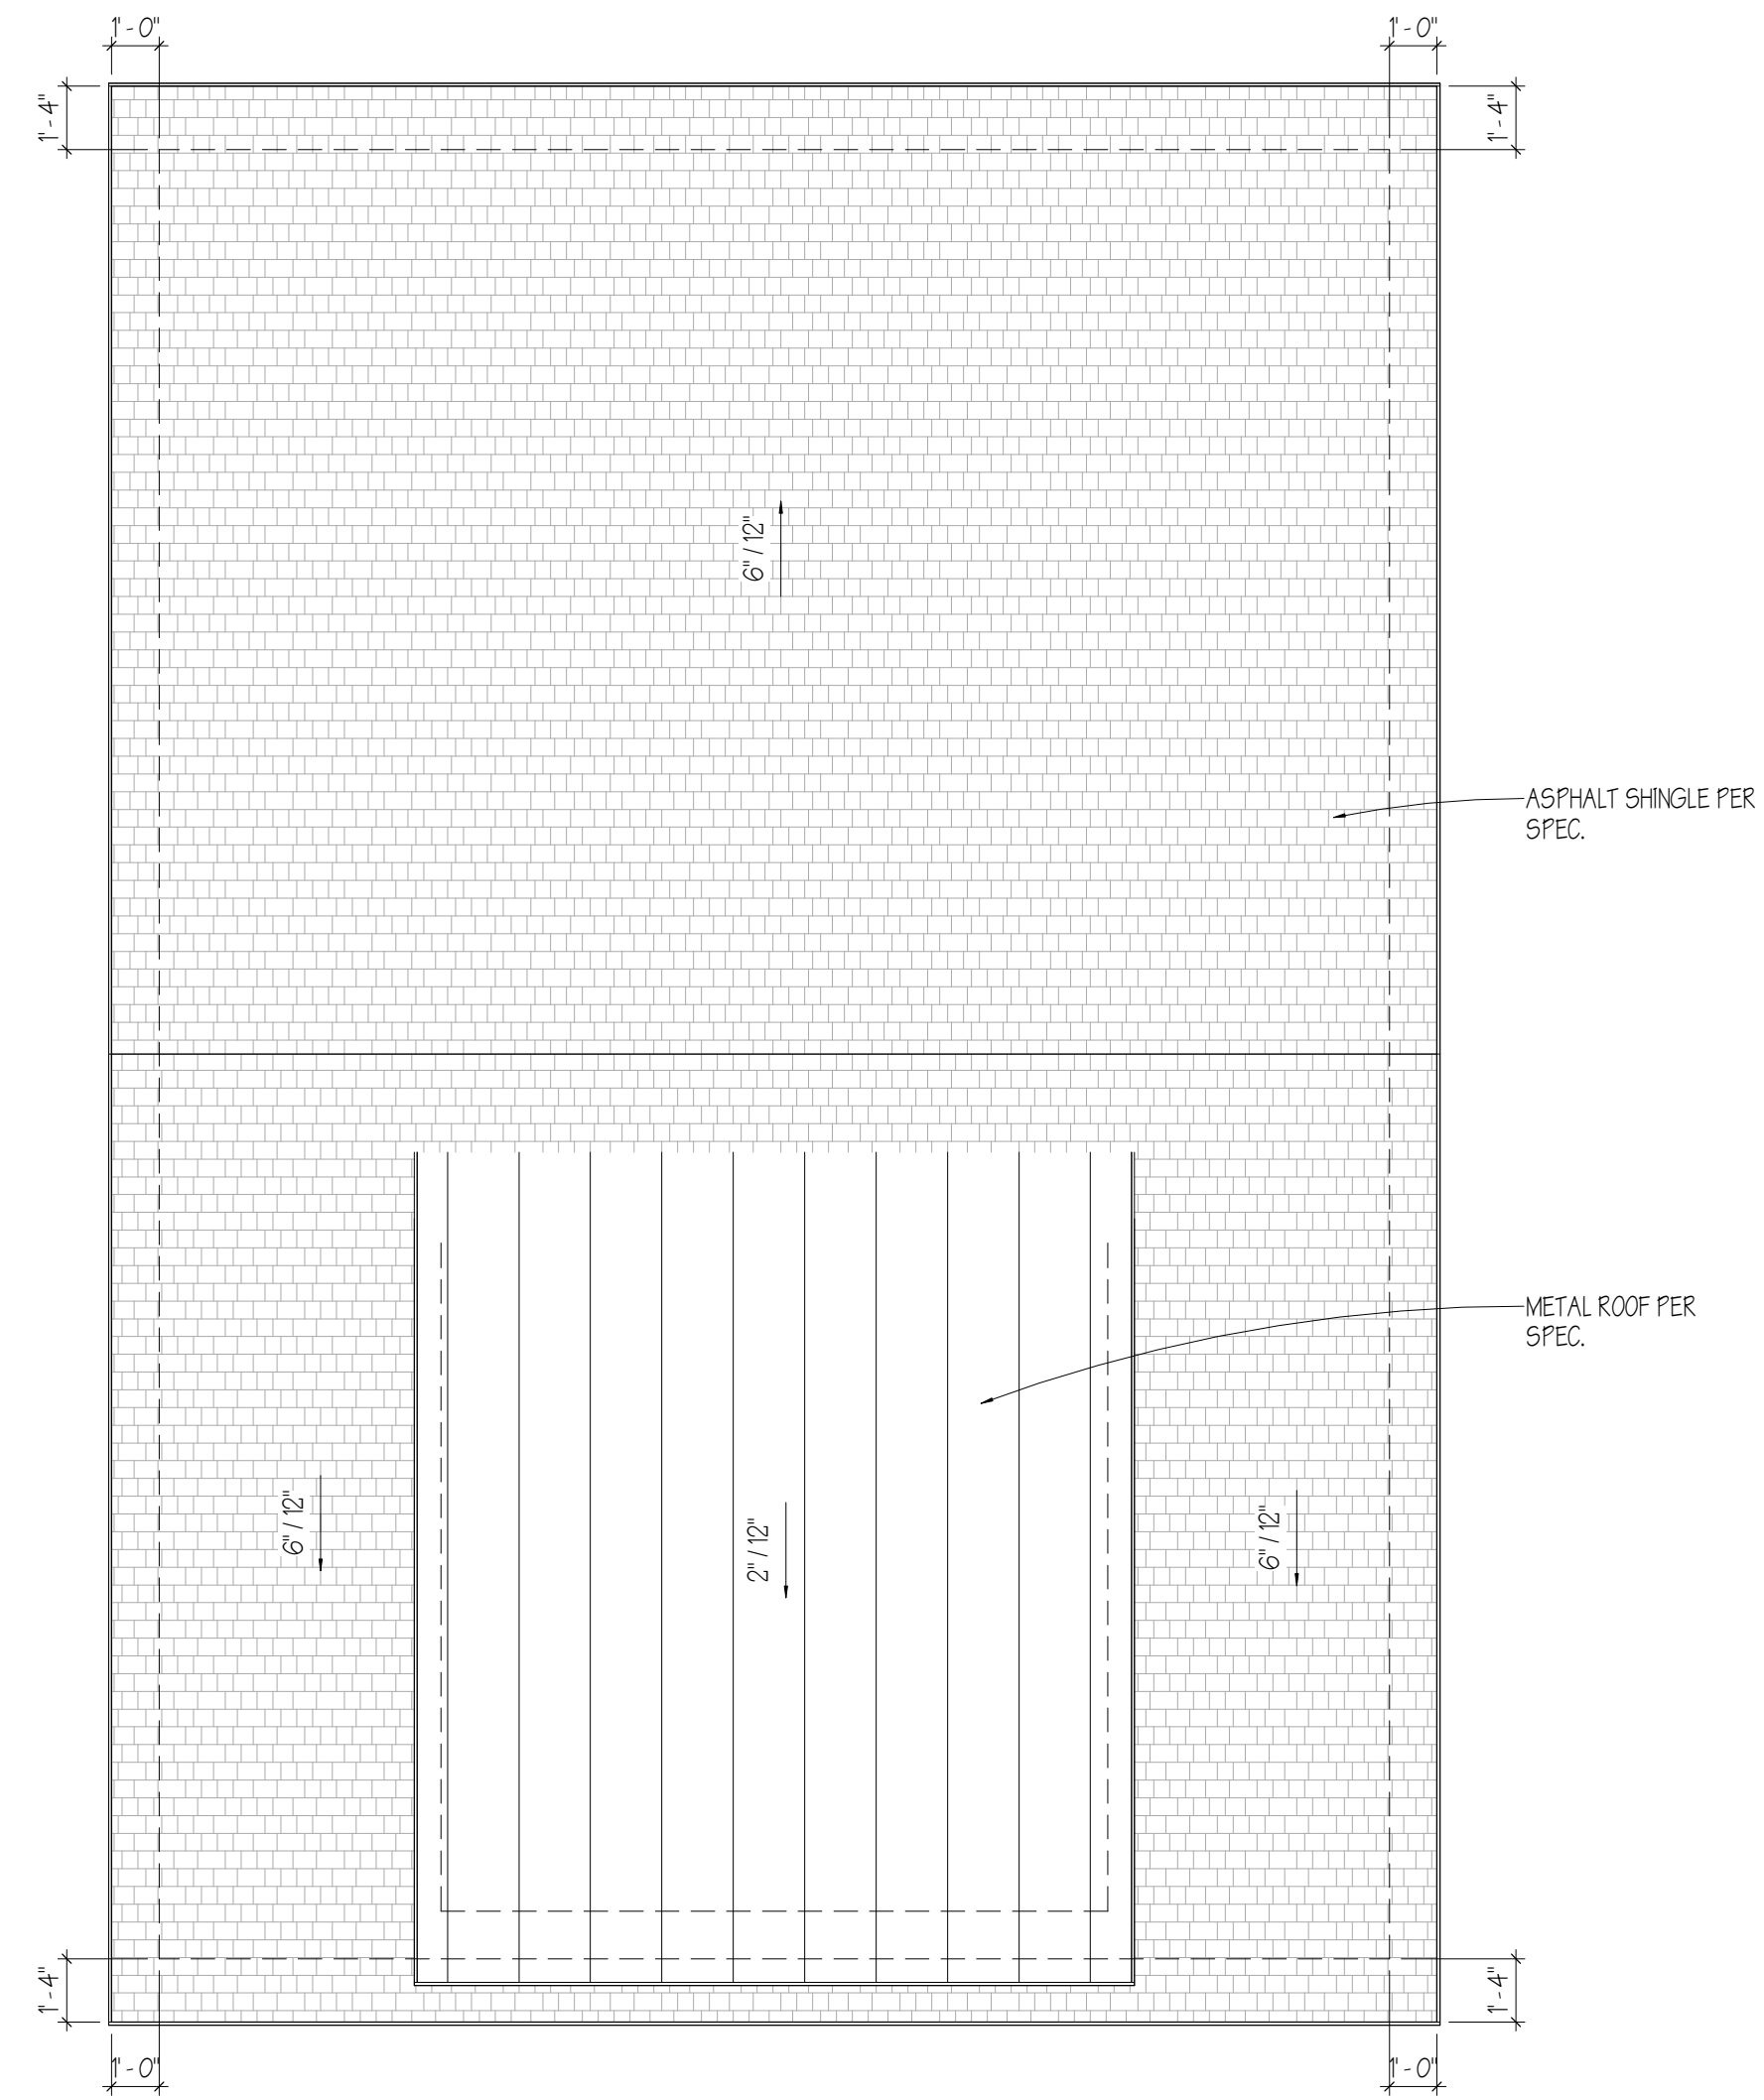 1'-0"
1'-0"
1'-4"
1'-4"
6" / 12"
ASPHALT SHINGLE PER
SPEC.
METAL ROOF PER
SPEC.
6" / 12"
2" / 12"
6" / 12"
1'-4"
1'-4"
1'-0"
1'-0"